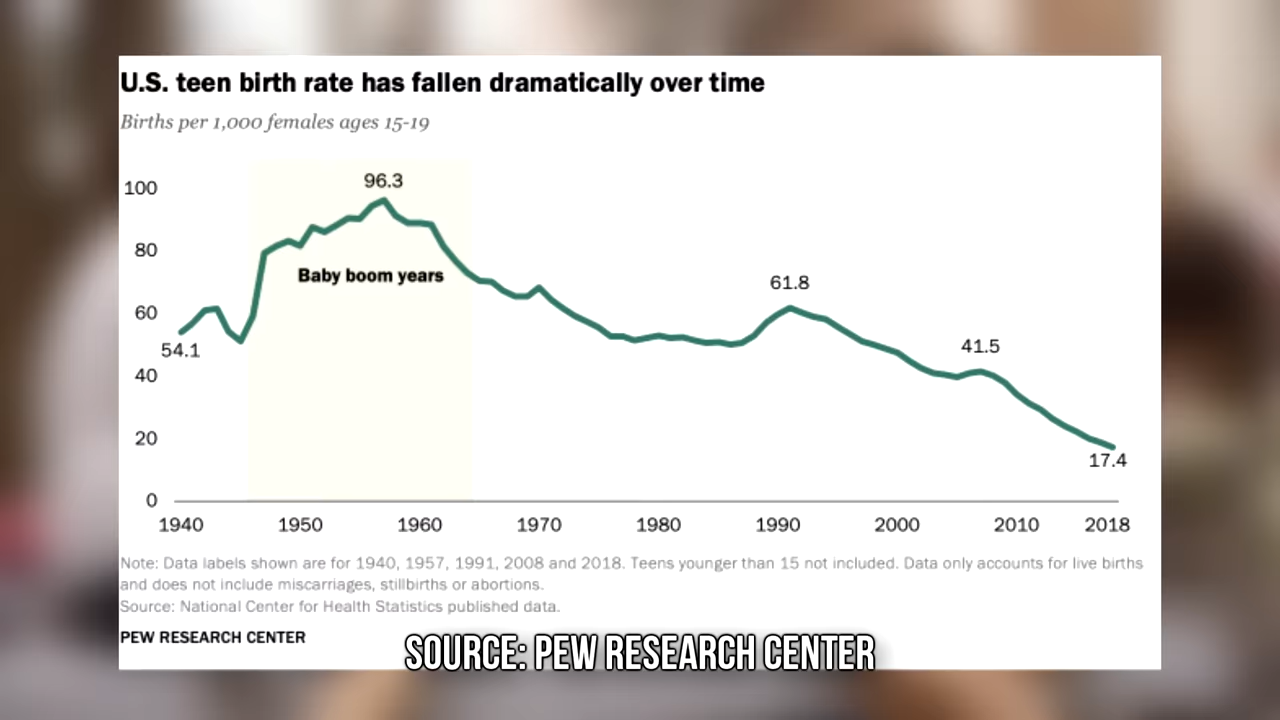 U.S. teen birth rate has fallen dramatically over time
Births per 1,000 females ages 15-19
100
80
60
40
20
0
96.3
Baby boom years
54.1
61.8
41.5
17.4
1940 1950 1960 1970 1980 1990 2000 2010 2018
Note: Data labels shown are for 1940, 1957, 1991, 2008 and 2018. Teens younger than 15 not included. Data only accounts for live births
and does not include miscarriages, stillbirths or abortions.
Source: National Center for Health Statistics published data.
PEW RESEARCH CENTER
SOURCE: PEW RESEARCH CENTER